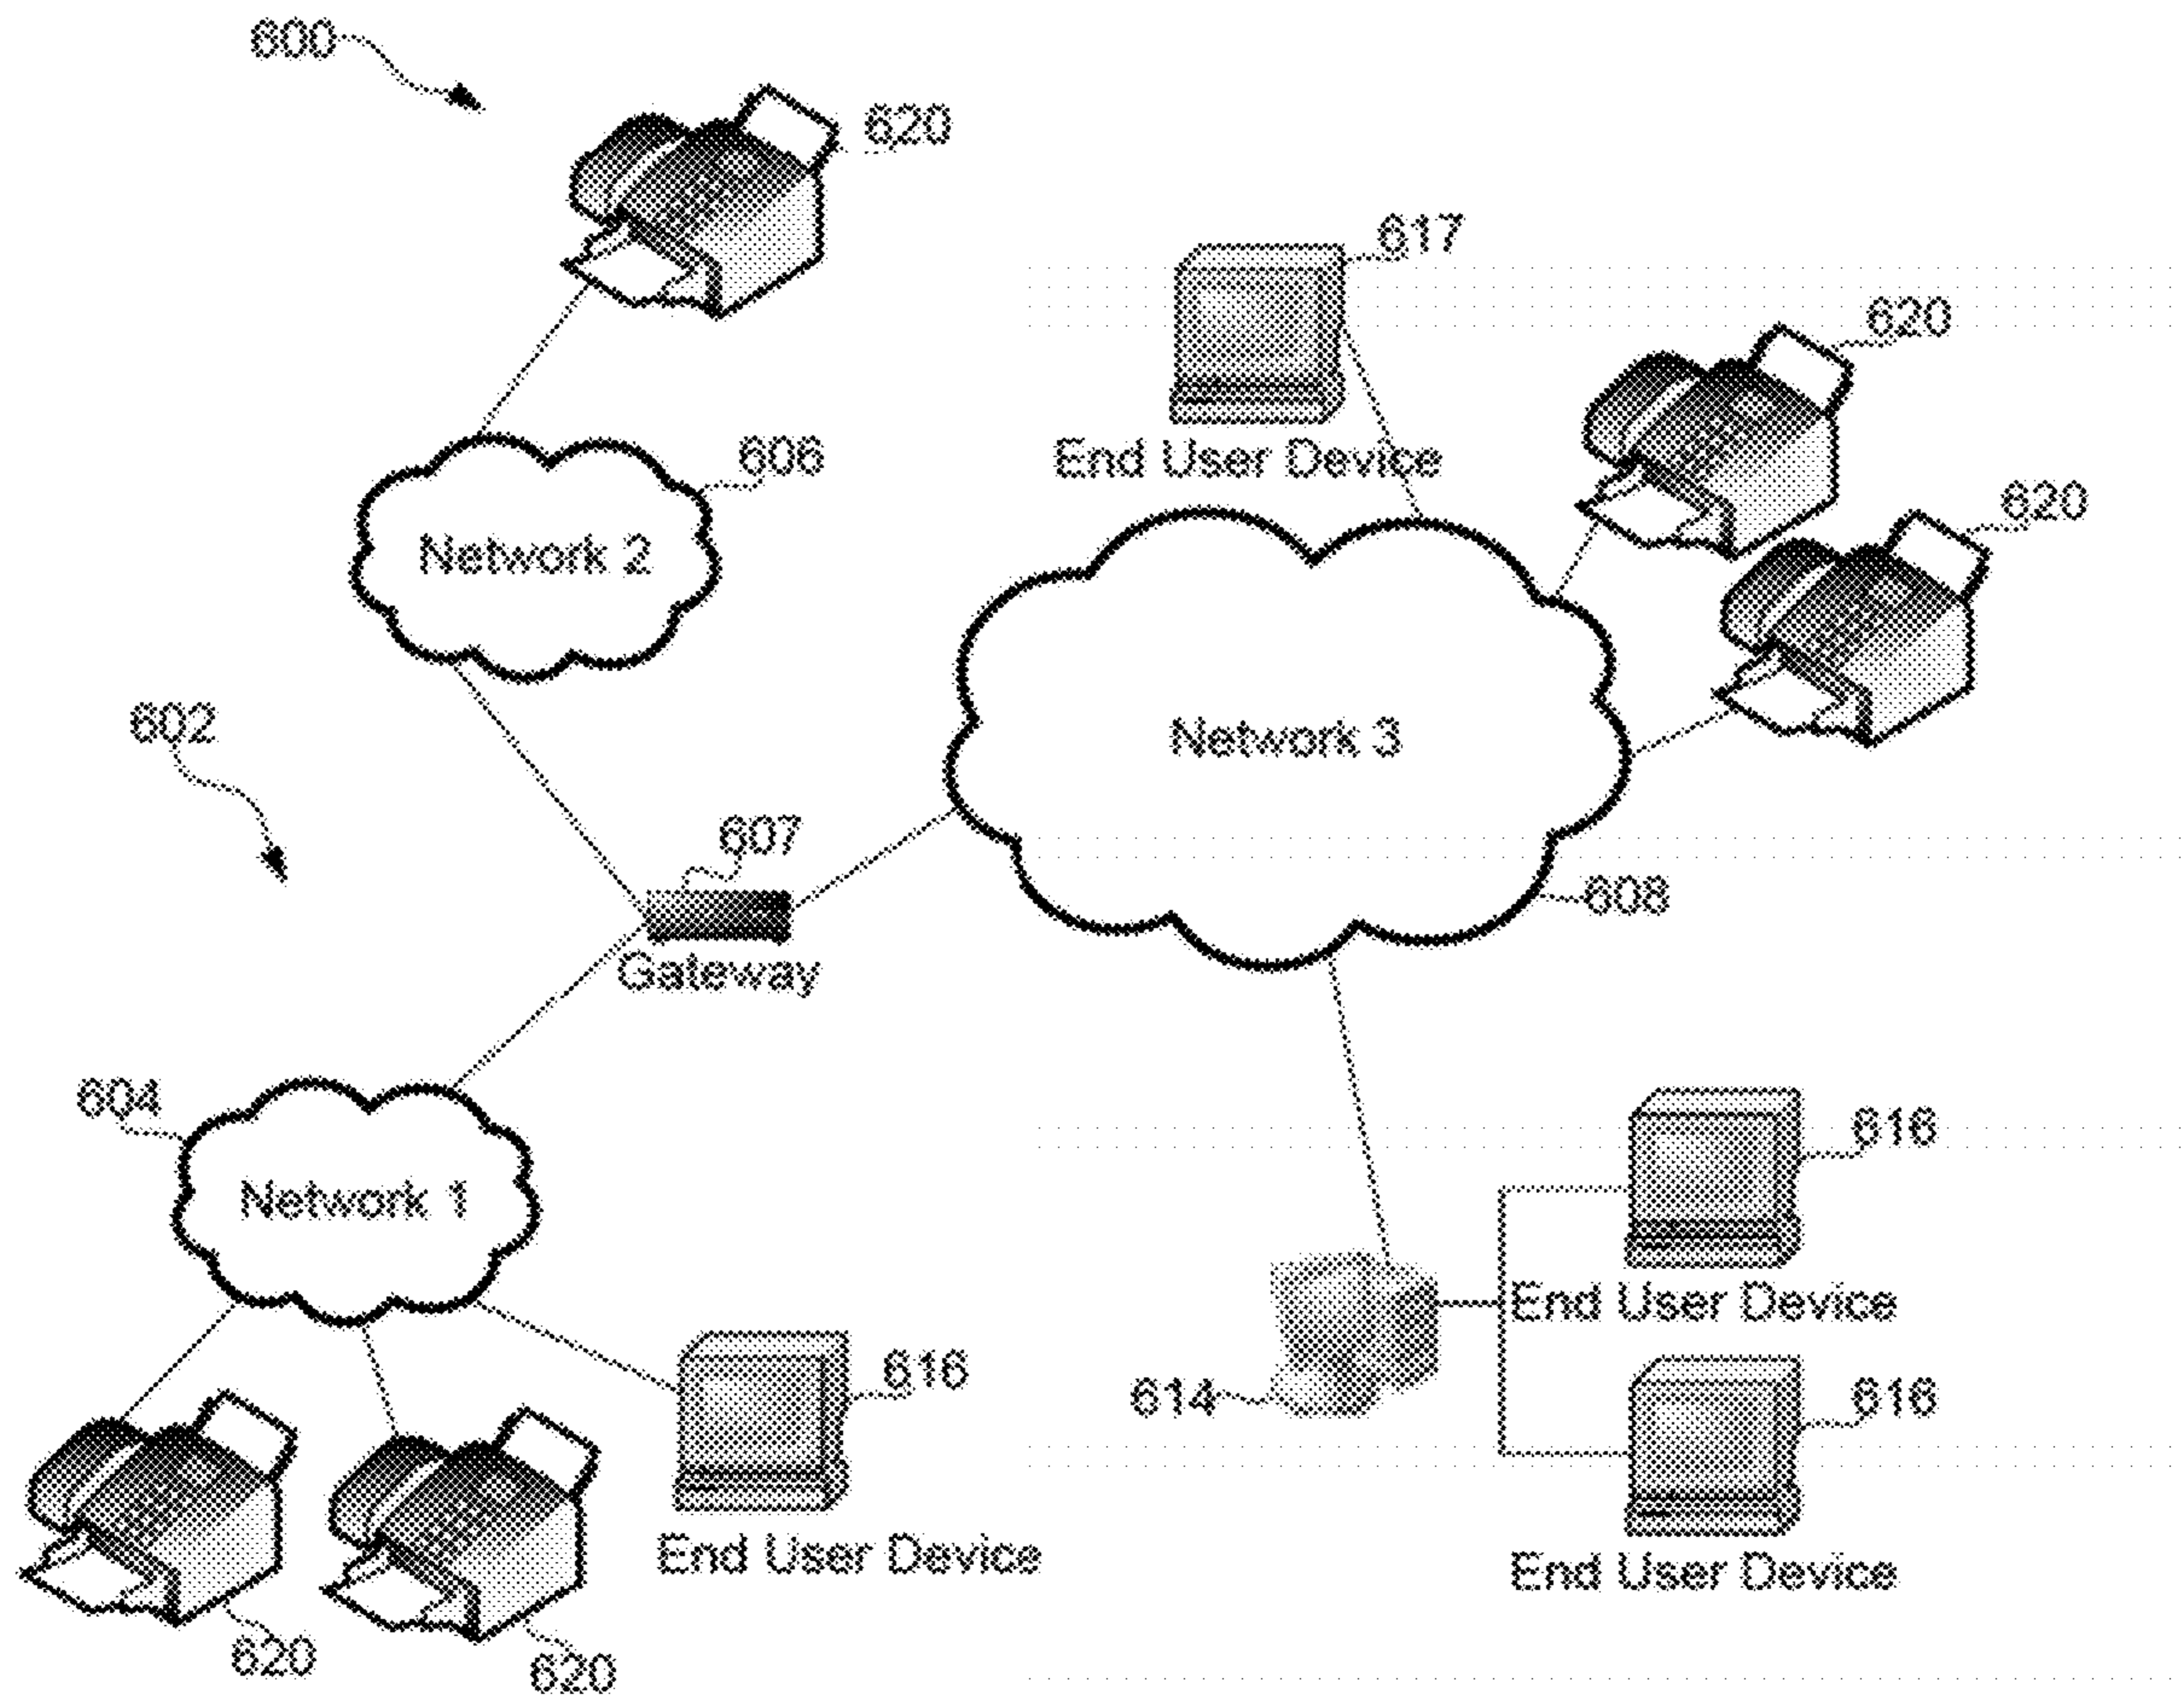 600
620
617
620
606
End User Device
620
Network 2
602
Network 3
607
608
Gateway
604
616
Network 1
End User Device
616
614
616
End User Device
End User Device
620
620